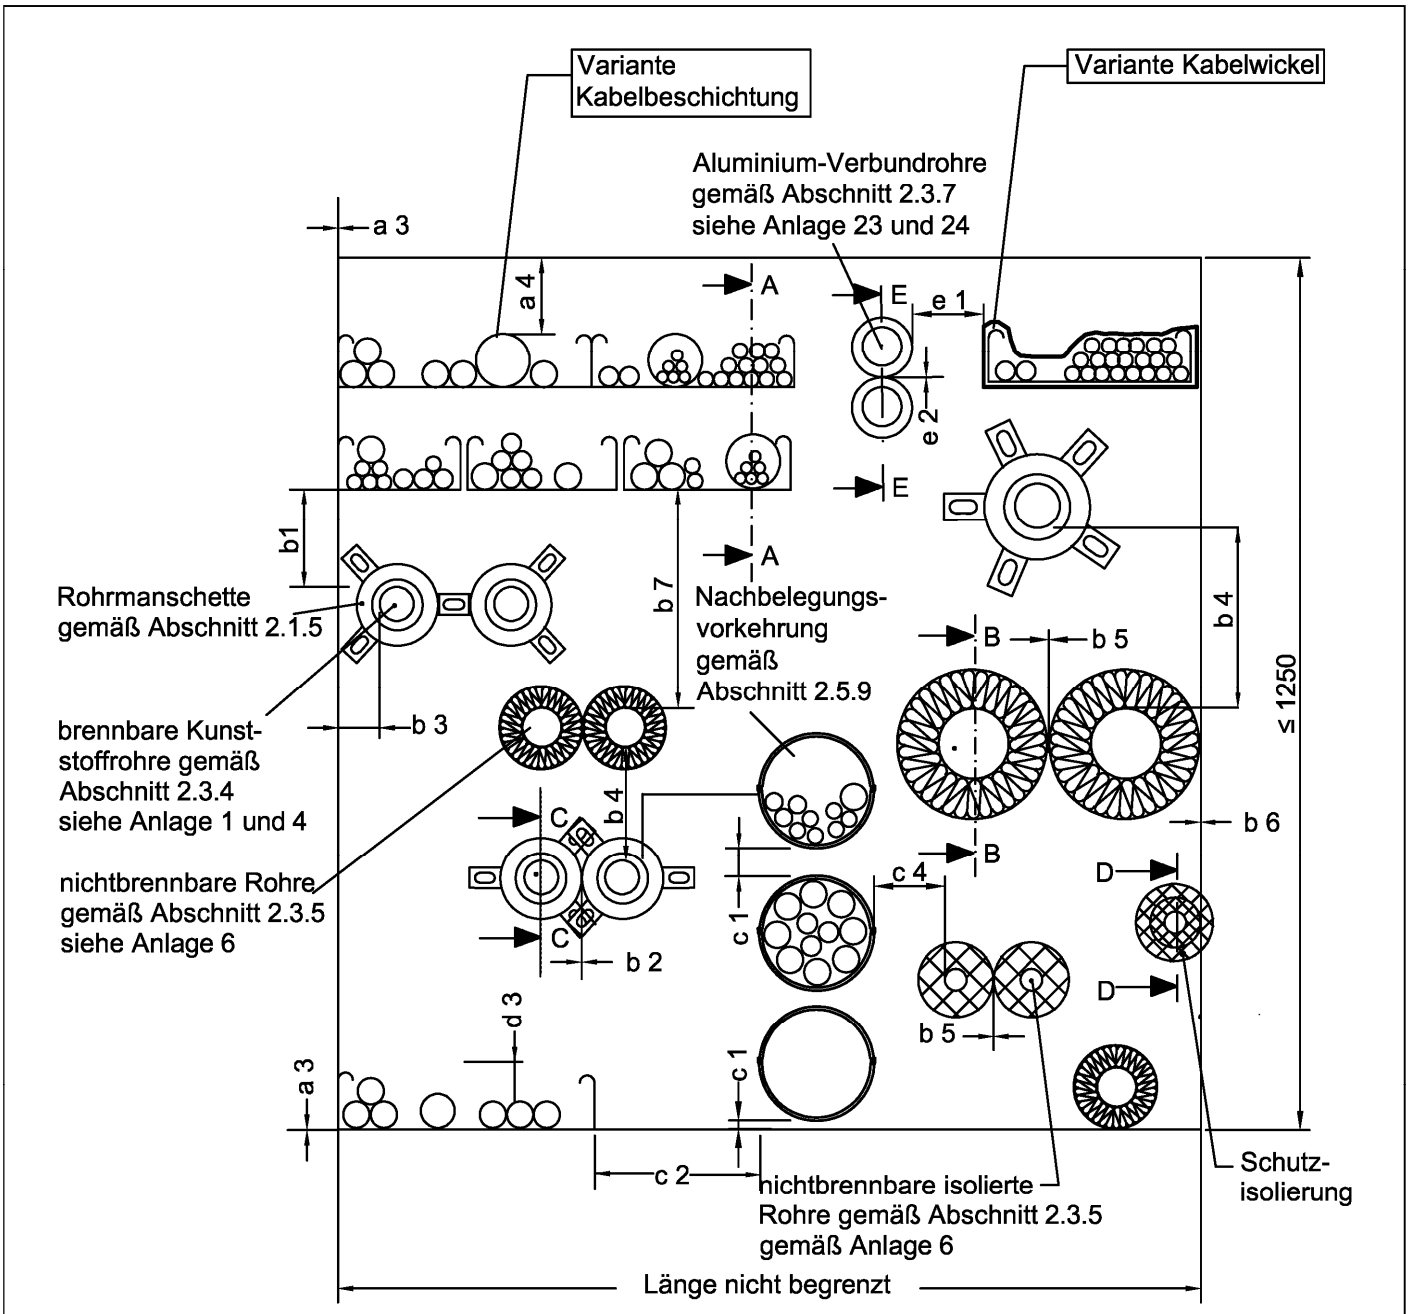 Variante
Kabelbeschichtung
Variante Kabelwickel
Aluminium-Verbundrohre
gemäß Abschnitt 2.3.7
siehe Anlage 23 und 24
a 3
a 4
A
E
e 1
e 2
E
A
b1
b 7
b 4
Rohrmanschette
gemäß Abschnitt 2.1.5
Nachbelegungs-
vorkehrung
gemäß
Abschnitt 2.5.9
B
b 5
≤ 1250
b 3
brennbare Kunst-
stoffrohre gemäß
Abschnitt 2.3.4
siehe Anlage 1 und 4
C
b 4
b 6
B
nichtbrennbare Rohre
gemäß Abschnitt 2.3.5
siehe Anlage 6
c 4
D
c 1
C
b 2
D
d 3
b 5
a 3
c 1
c 2
Schutz-
isolierung
nichtbrennbare isolierte
Rohre gemäß Abschnitt 2.3.5
gemäß Anlage 6
Länge nicht begrenzt